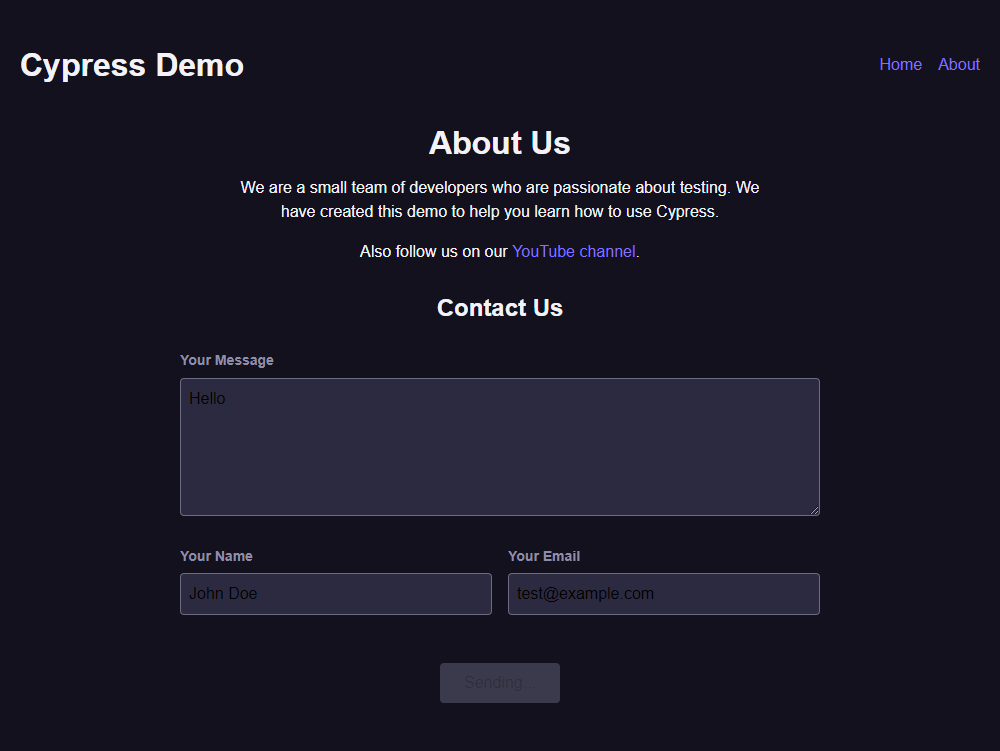 Cypress Demo
Home About
About Us
We are a small team of developers who are passionate about testing. We
have created this demo to help you learn how to use Cypress.
Also follow us on our YouTube channel.
Contact Us
Your Message
Hello
Your Name Your Email
John Doe test@example.com
Sending...